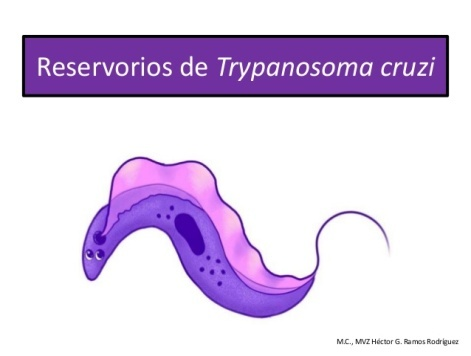 Reservorios de Trypanosoma cruzi
M.C., MVZ Héctor G. Ramos Rodríguez